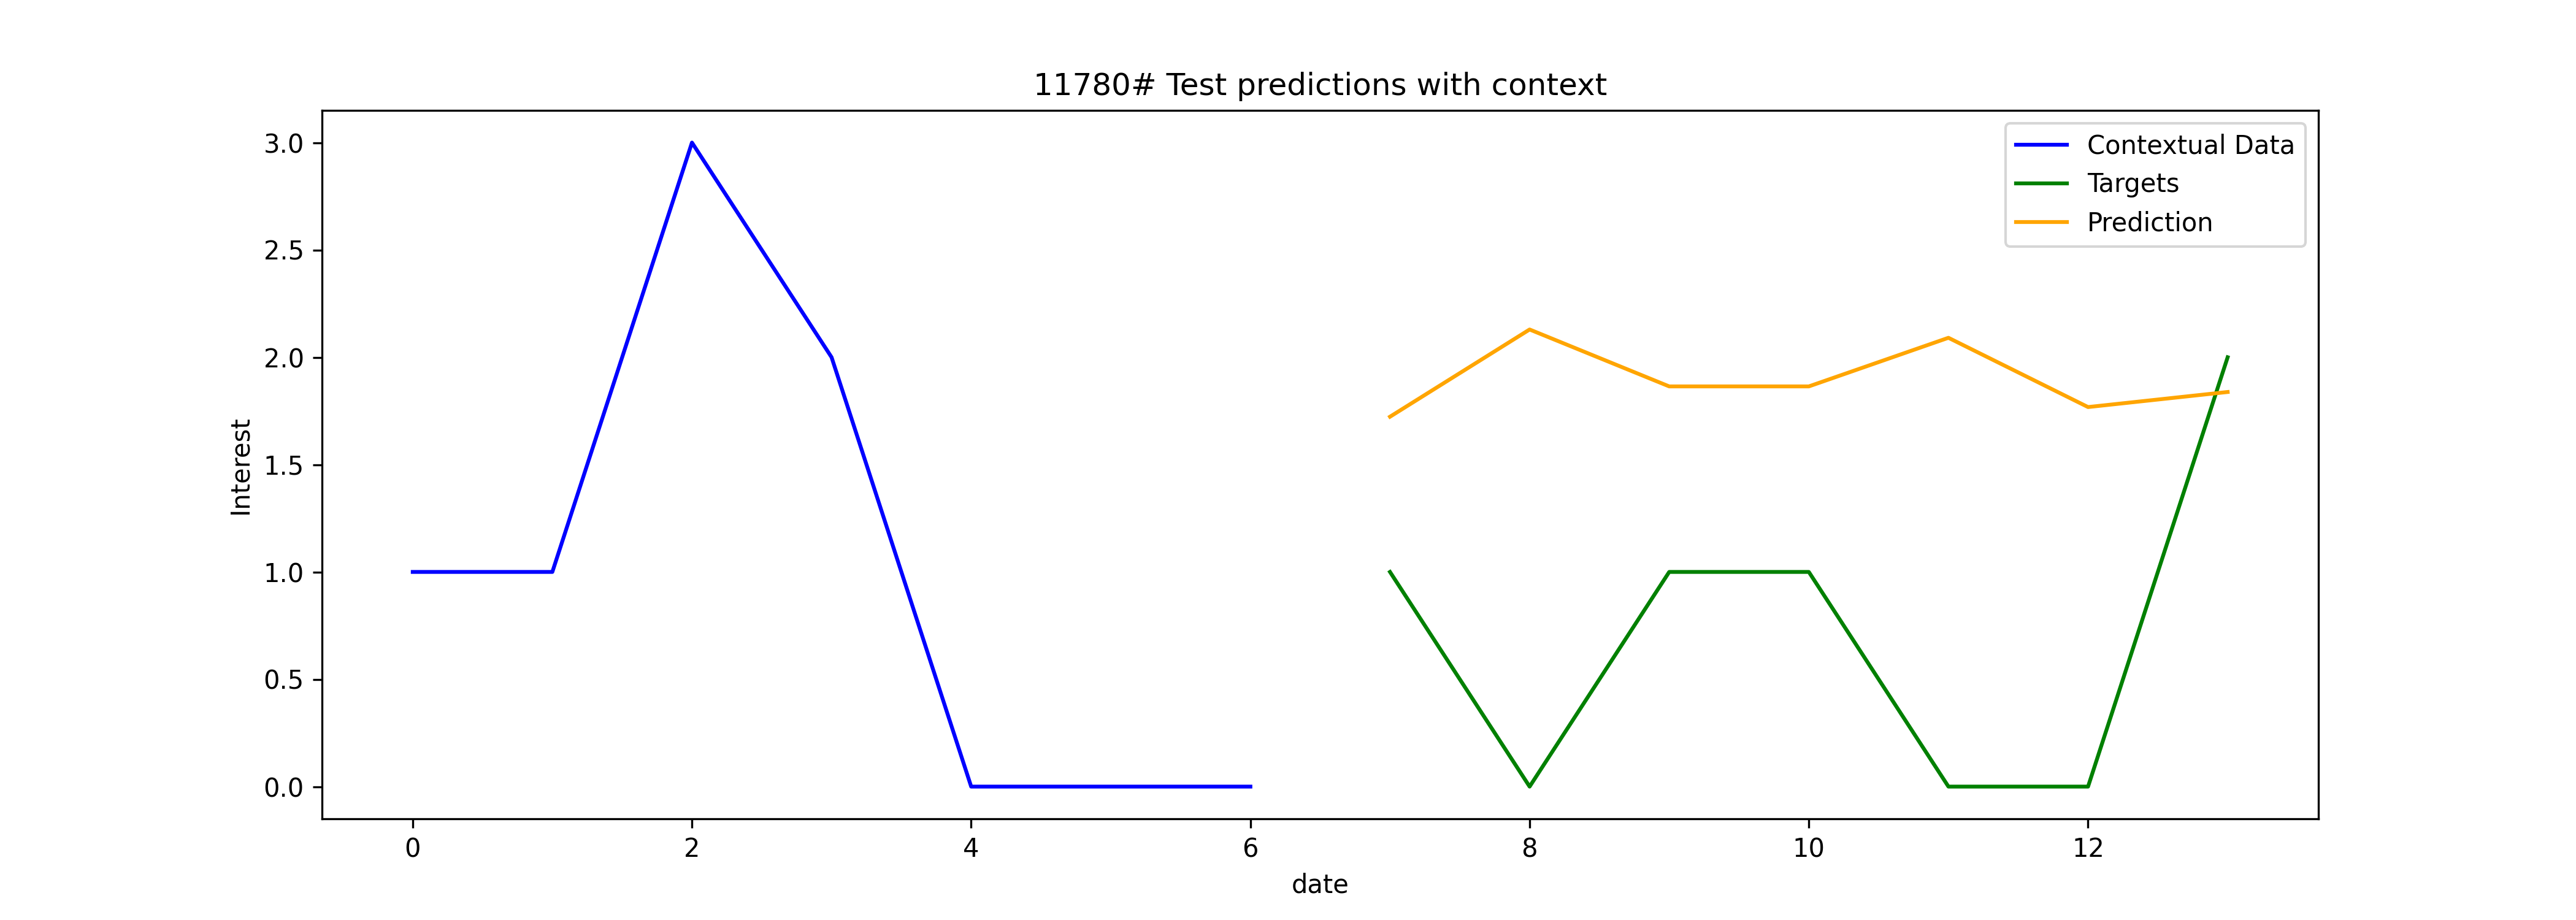 11780# Test predictions with context
Contextual Data
Targets
Prediction
3.0
2.5
2.0
1.5
1.0
0.5
0.0
Interest
0 2 4 6 8 10 12
date